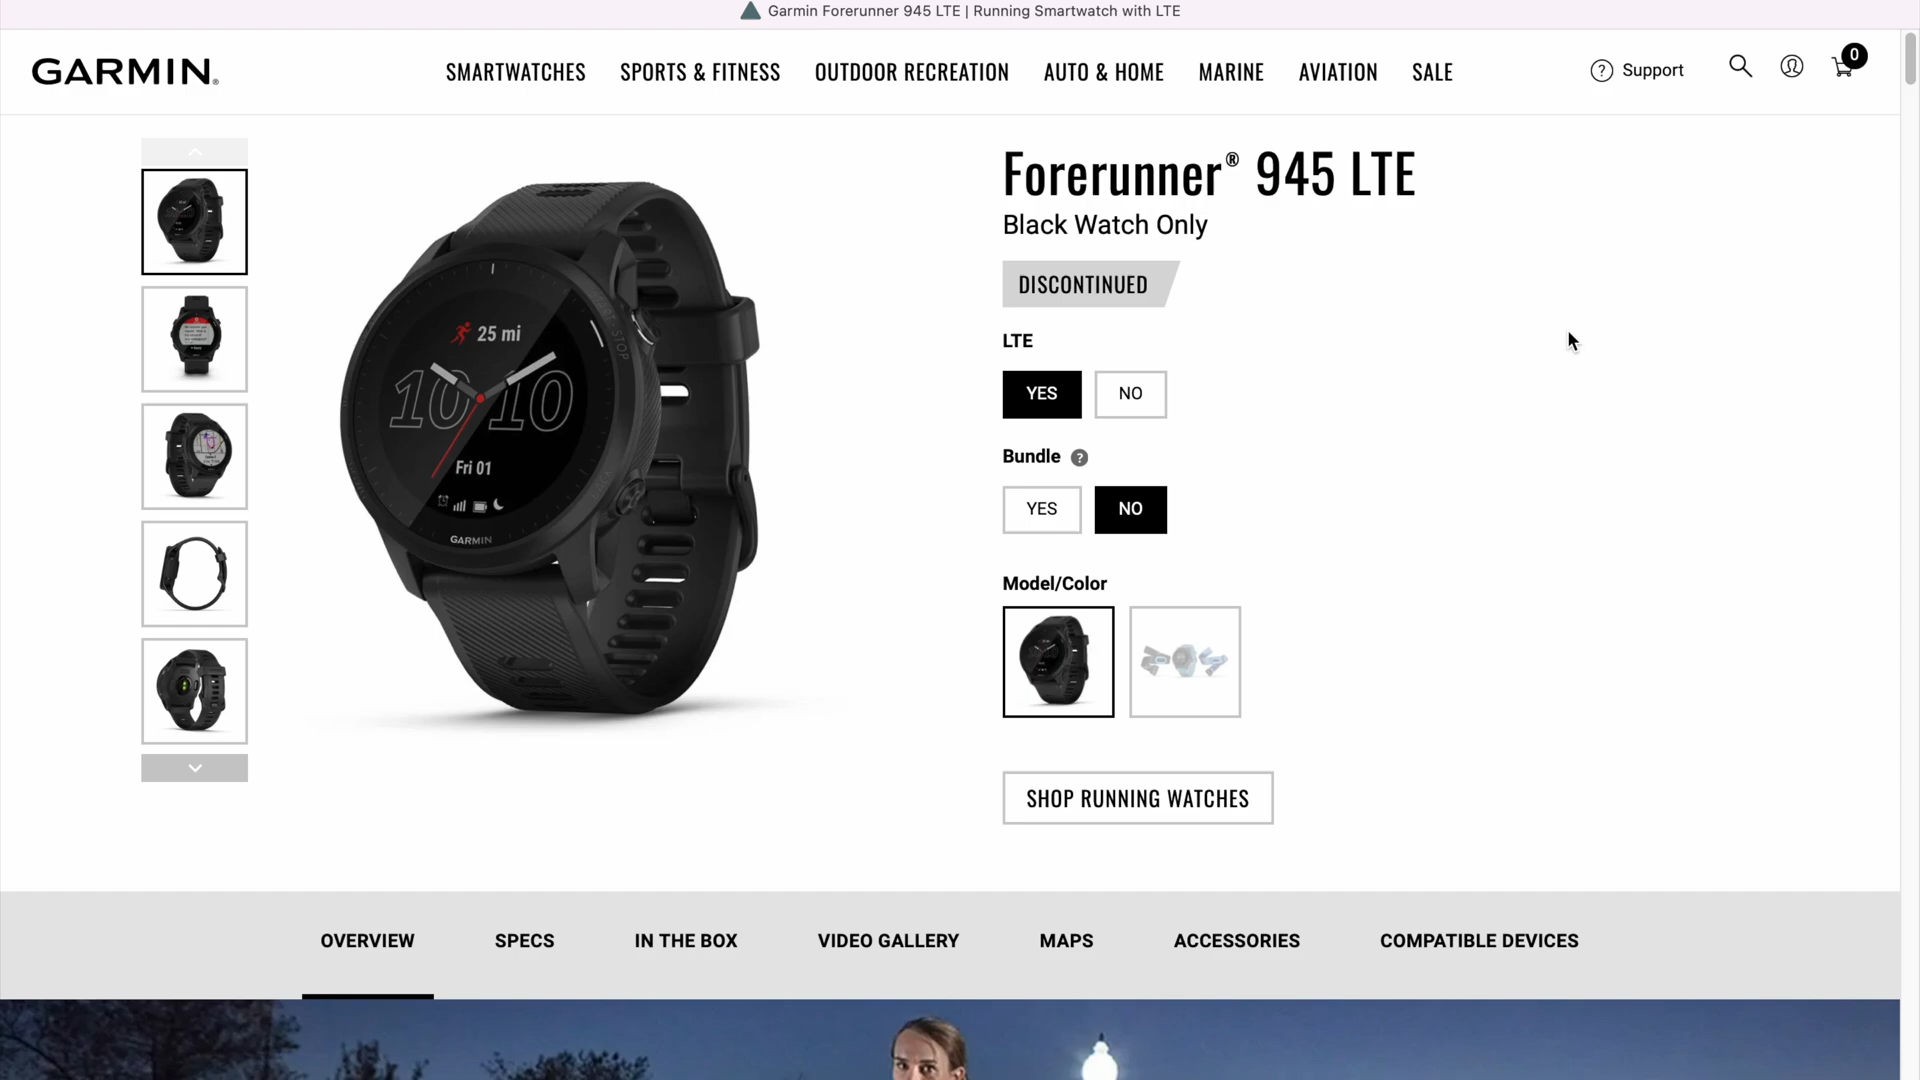 Garmin Forerunner 945 LTE | Running Smartwatch with LTE
GARMIN®
SMARTWATCHES SPORTS & FITNESS OUTDOOR RECREATION AUTO & HOME MARINE AVIATION SALE
? Support
0
Forerunner® 945 LTE
Black Watch Only
DISCONTINUED
LTE
YES NO
Bundle ?
YES NO
Model/Color
SHOP RUNNING WATCHES
25 mi
10 10
Fri 01
GARMIN
START·STOP
OVERVIEW SPECS IN THE BOX VIDEO GALLERY MAPS ACCESSORIES COMPATIBLE DEVICES